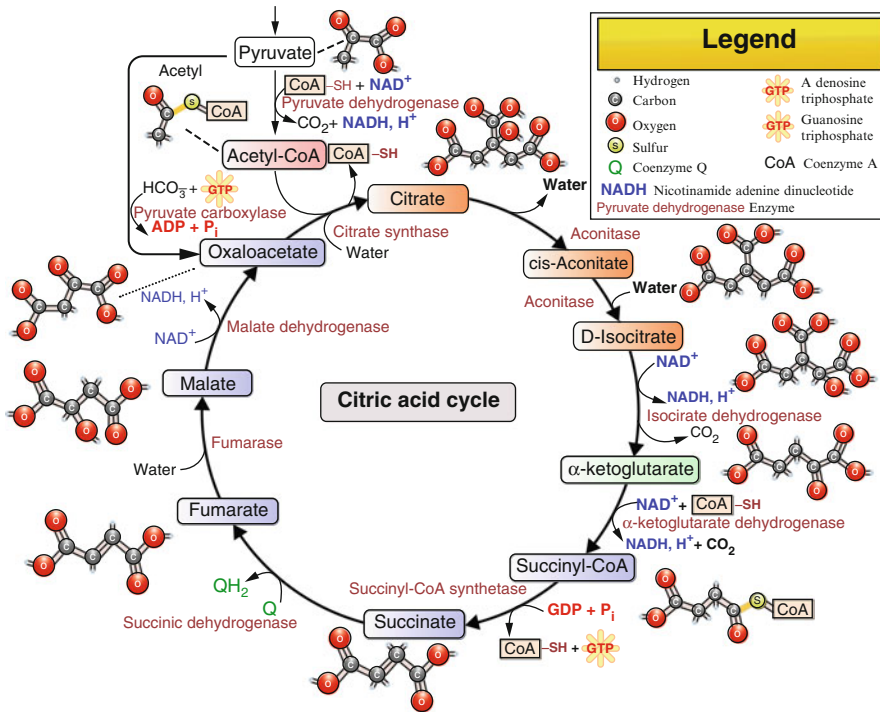 Pyruvate
Acetyl
CoA –SH + NAD+
Pyruvate dehydrogenase
CO2 + NADH, H+
S CoA
Acetyl-CoA CoA –SH
HCO3− + GTP
Pyruvate carboxylase
ADP + Pi
Oxaloacetate
Citrate
Citrate synthase
Water
Water
Aconitase
cis-Aconitate
Aconitase
Water
D-Isocitrate
NAD+
NADH, H+
Isocirate dehydrogenase
CO2
α-ketoglutarate
NAD+ + CoA –SH
α-ketoglutarate dehydrogenase
NADH, H+ + CO2
Succinyl-CoA
S CoA
Succinyl-CoA synthetase
GDP + Pi
CoA –SH + GTP
Succinate
QH2
Q
Succinic dehydrogenase
Fumarate
Water
Fumarase
Malate
NAD+
Malate dehydrogenase
NADH, H+
Citric acid cycle
Legend
Hydrogen
C Carbon
O Oxygen
S Sulfur
Q Coenzyme Q
GTP A denosine
triphosphate
GTP Guanosine
triphosphate
CoA Coenzyme A
NADH Nicotinamide adenine dinucleotide
Pyruvate dehydrogenase Enzyme